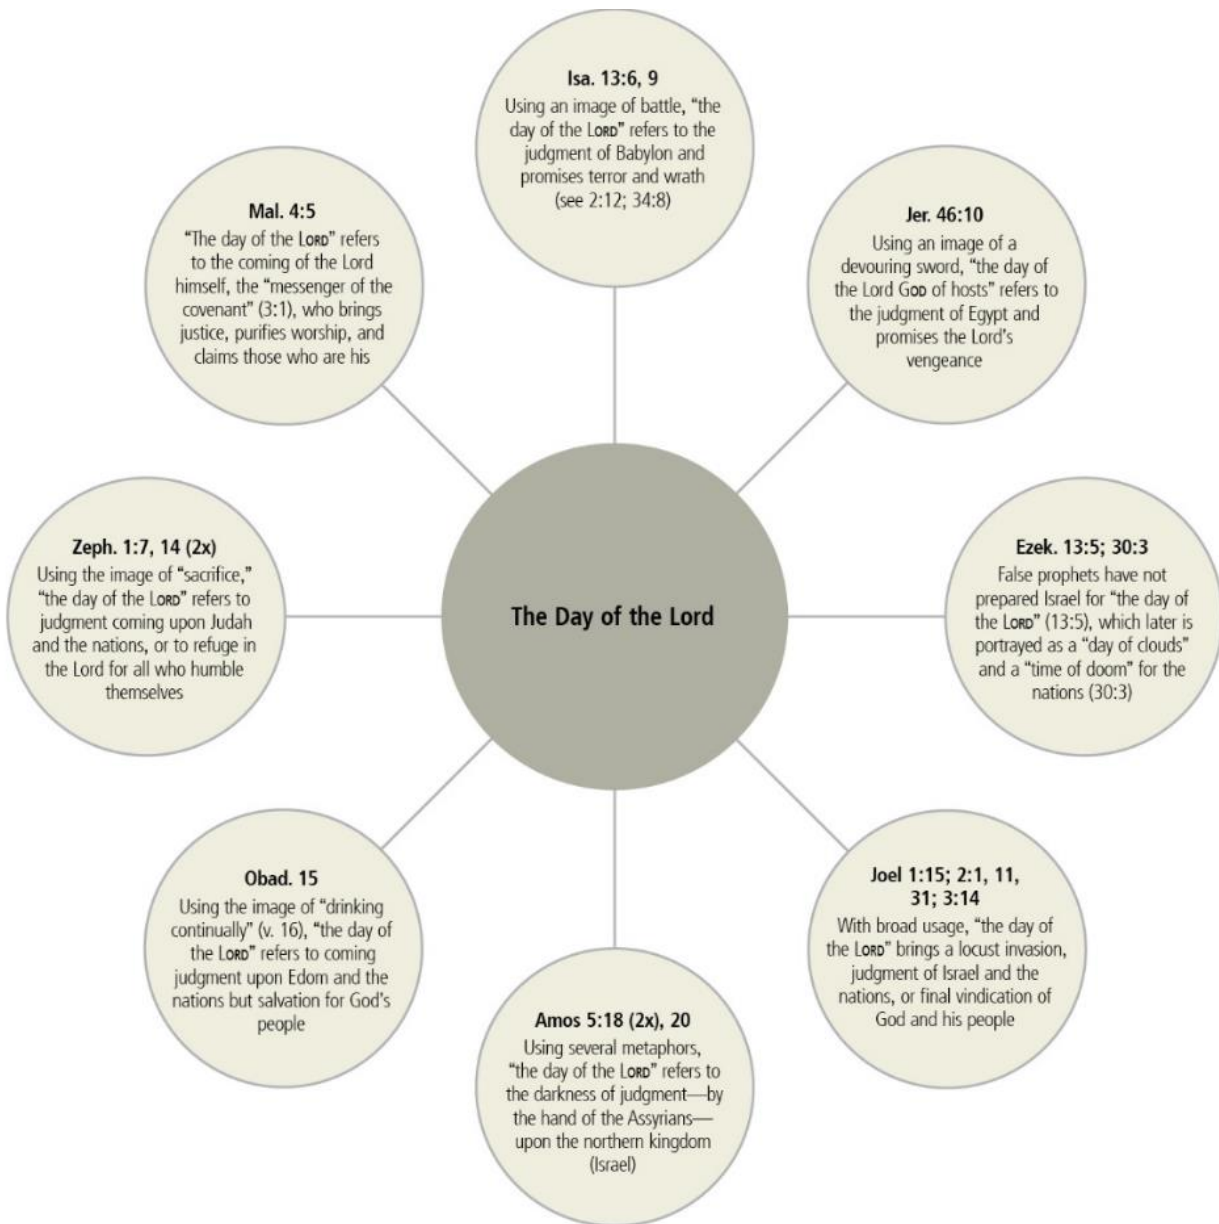 Isa. 13:6, 9
Using an image of battle, “the
day of the LORD” refers to the
judgment of Babylon and
promises terror and wrath
(see 2:12; 34:8)
Jer. 46:10
Using an image of a
devouring sword, “the day of
the Lord GOD of hosts” refers to
the judgment of Egypt and
promises the Lord’s
vengeance
Ezek. 13:5; 30:3
False prophets have not
prepared Israel for “the day of
the LORD” (13:5), which later is
portrayed as a “day of clouds”
and a “time of doom” for the
nations (30:3)
Joel 1:15; 2:1, 11,
31; 3:14
With broad usage, “the day of
the LORD” brings a locust invasion,
judgment of Israel and the
nations, or final vindication of
God and his people
Amos 5:18 (2x), 20
Using several metaphors,
“the day of the LORD” refers to
the darkness of judgment—by
the hand of the Assyrians—
upon the northern kingdom
(Israel)
Obad. 15
Using the image of “drinking
continually” (v. 16), “the day of
the LORD” refers to coming
judgment upon Edom and the
nations but salvation for God’s
people
Zeph. 1:7, 14 (2x)
Using the image of “sacrifice,”
“the day of the LORD” refers to
judgment coming upon Judah
and the nations, or to refuge in
the Lord for all who humble
themselves
Mal. 4:5
“The day of the LORD” refers
to the coming of the Lord
himself, the “messenger of the
covenant” (3:1), who brings
justice, purifies worship, and
claims those who are his
The Day of the Lord